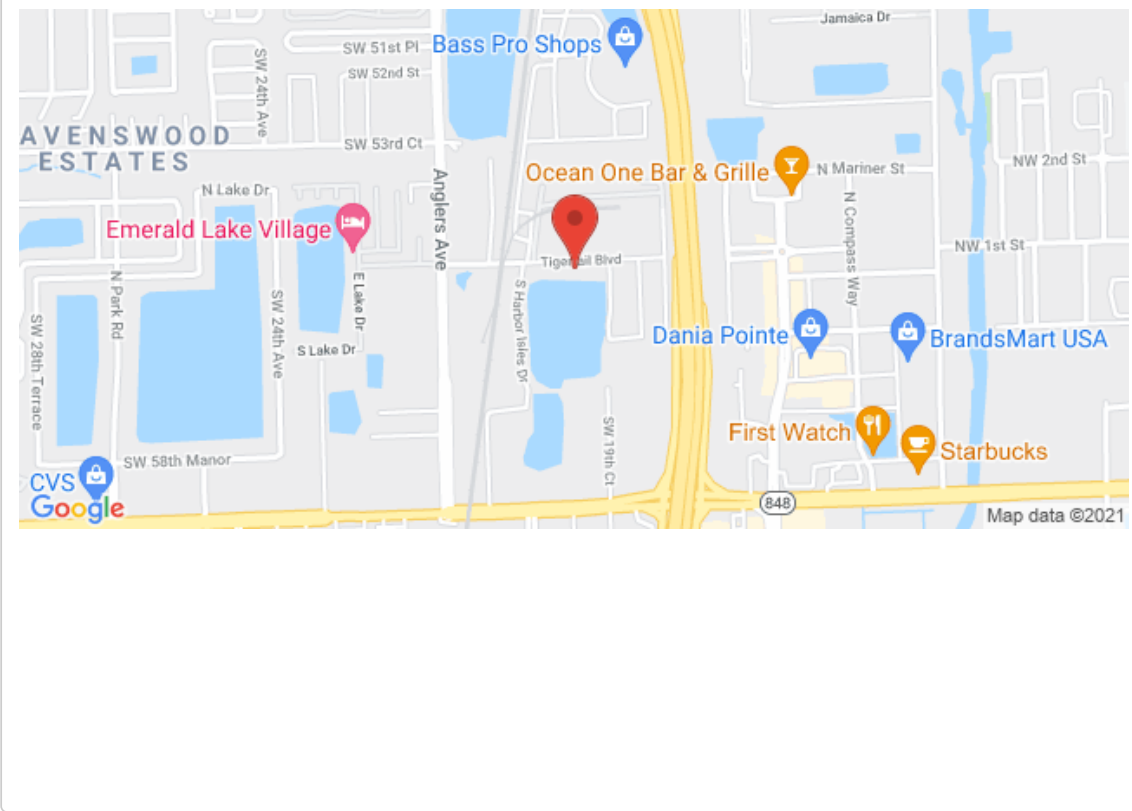 Jamaica Dr
SW 51st Pl
Bass Pro Shops
SW 52nd St
SW 24th Ave
AVENSWOOD
ESTATES
SW 53rd Ct
NW 2nd St
Ocean One Bar & Grille
N Mariner St
N Lake Dr
Anglers Ave
N Compass Way
Emerald Lake Village
NW 1st St
Tigertail Blvd
N Park Rd
E Lake Dr
S Harbor Isles Dr
SW 24th Ave
SW 28th Terrace
Dania Pointe
BrandsMart USA
S Lake Dr
First Watch
SW 19th Ct
Starbucks
SW 58th Manor
CVS
Google
848
Map data ©2021